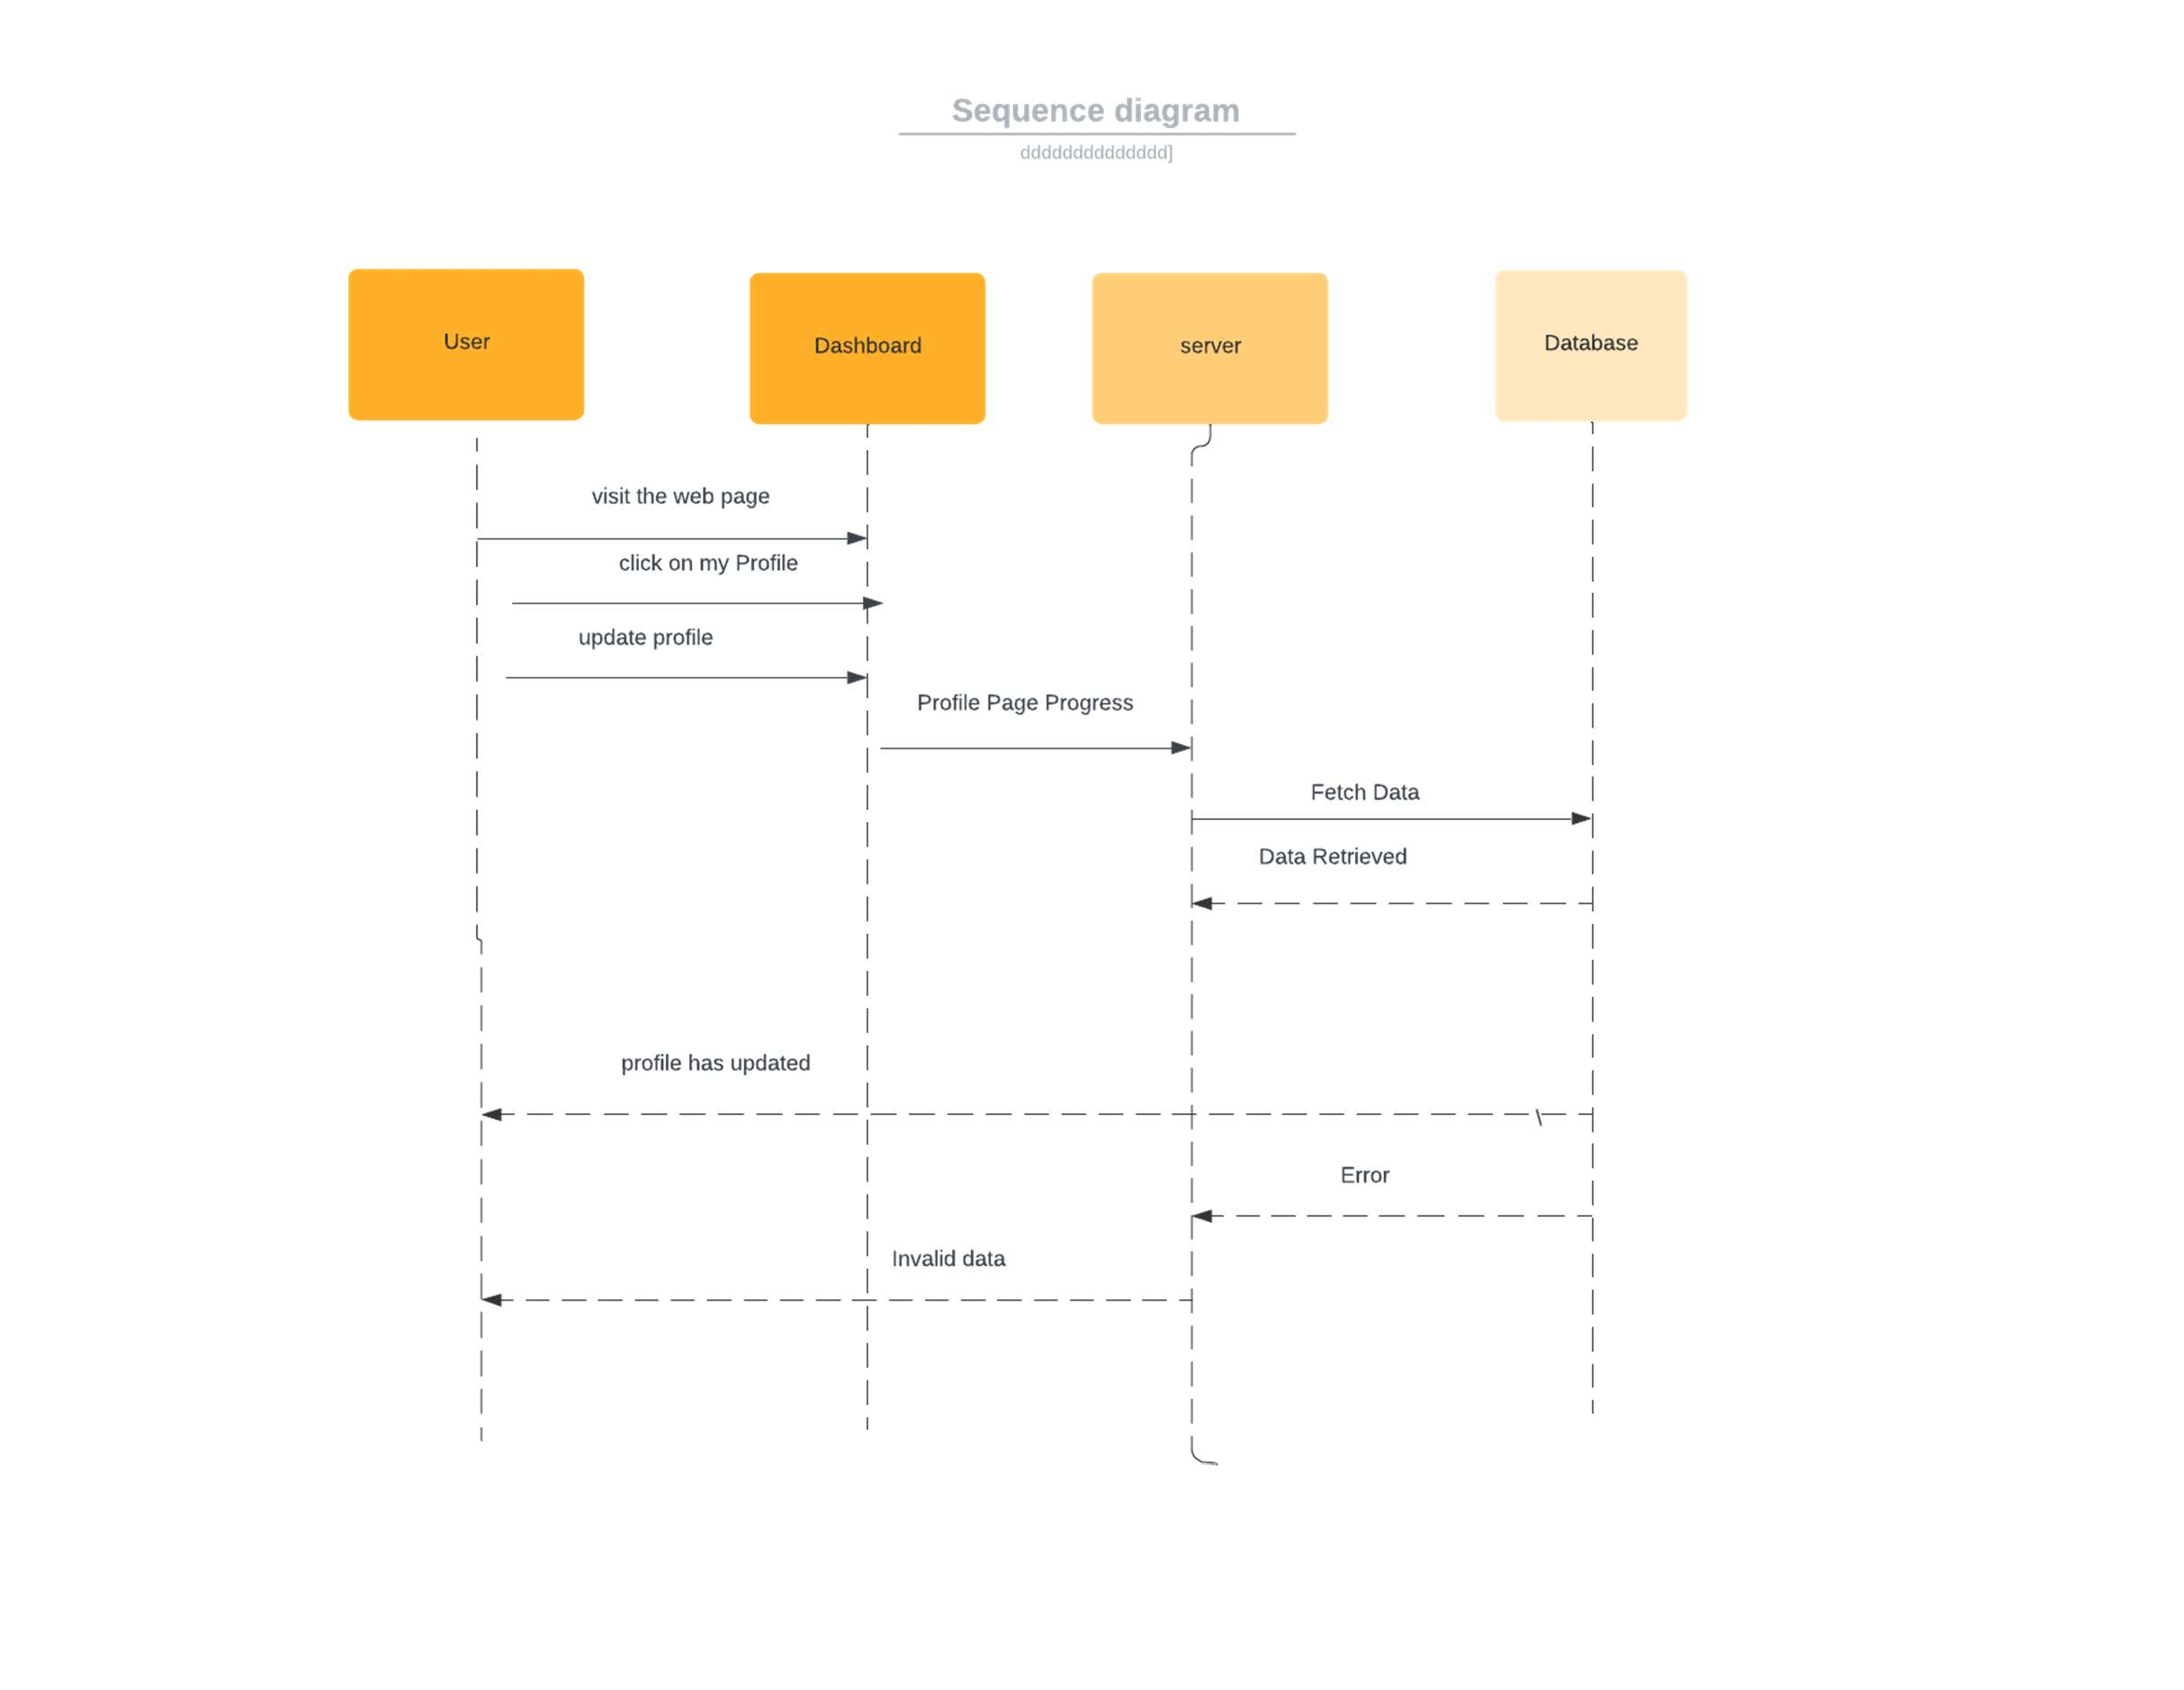 Sequence diagram
dddddddddddddd]
User
Dashboard
server
Database
visit the web page
click on my Profile
update profile
Profile Page Progress
Fetch Data
Data Retrieved
profile has updated
\
Error
Invalid data